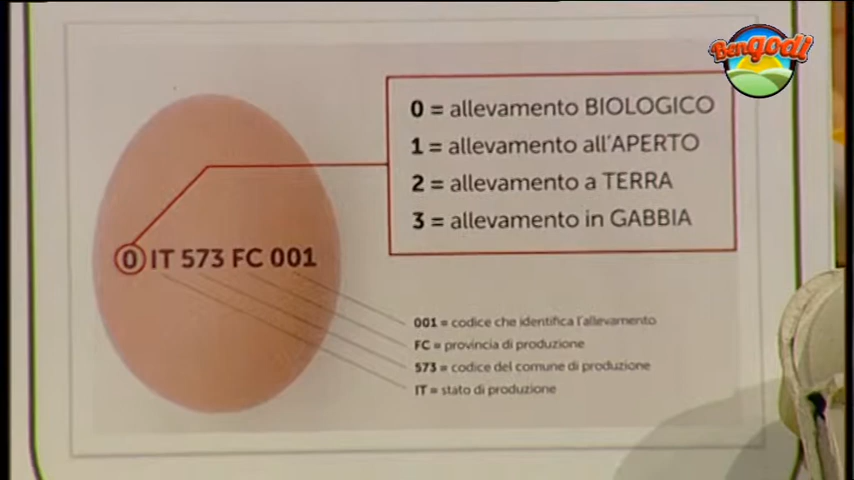 Bengodi
0 = allevamento BIOLOGICO
1 = allevamento all'APERTO
2 = allevamento a TERRA
3 = allevamento in GABBIA
0 IT 573 FC 001
001 = codice che identifica l'allevamento
FC = provincia di produzione
573 = codice del comune di produzione
IT = stato di produzione